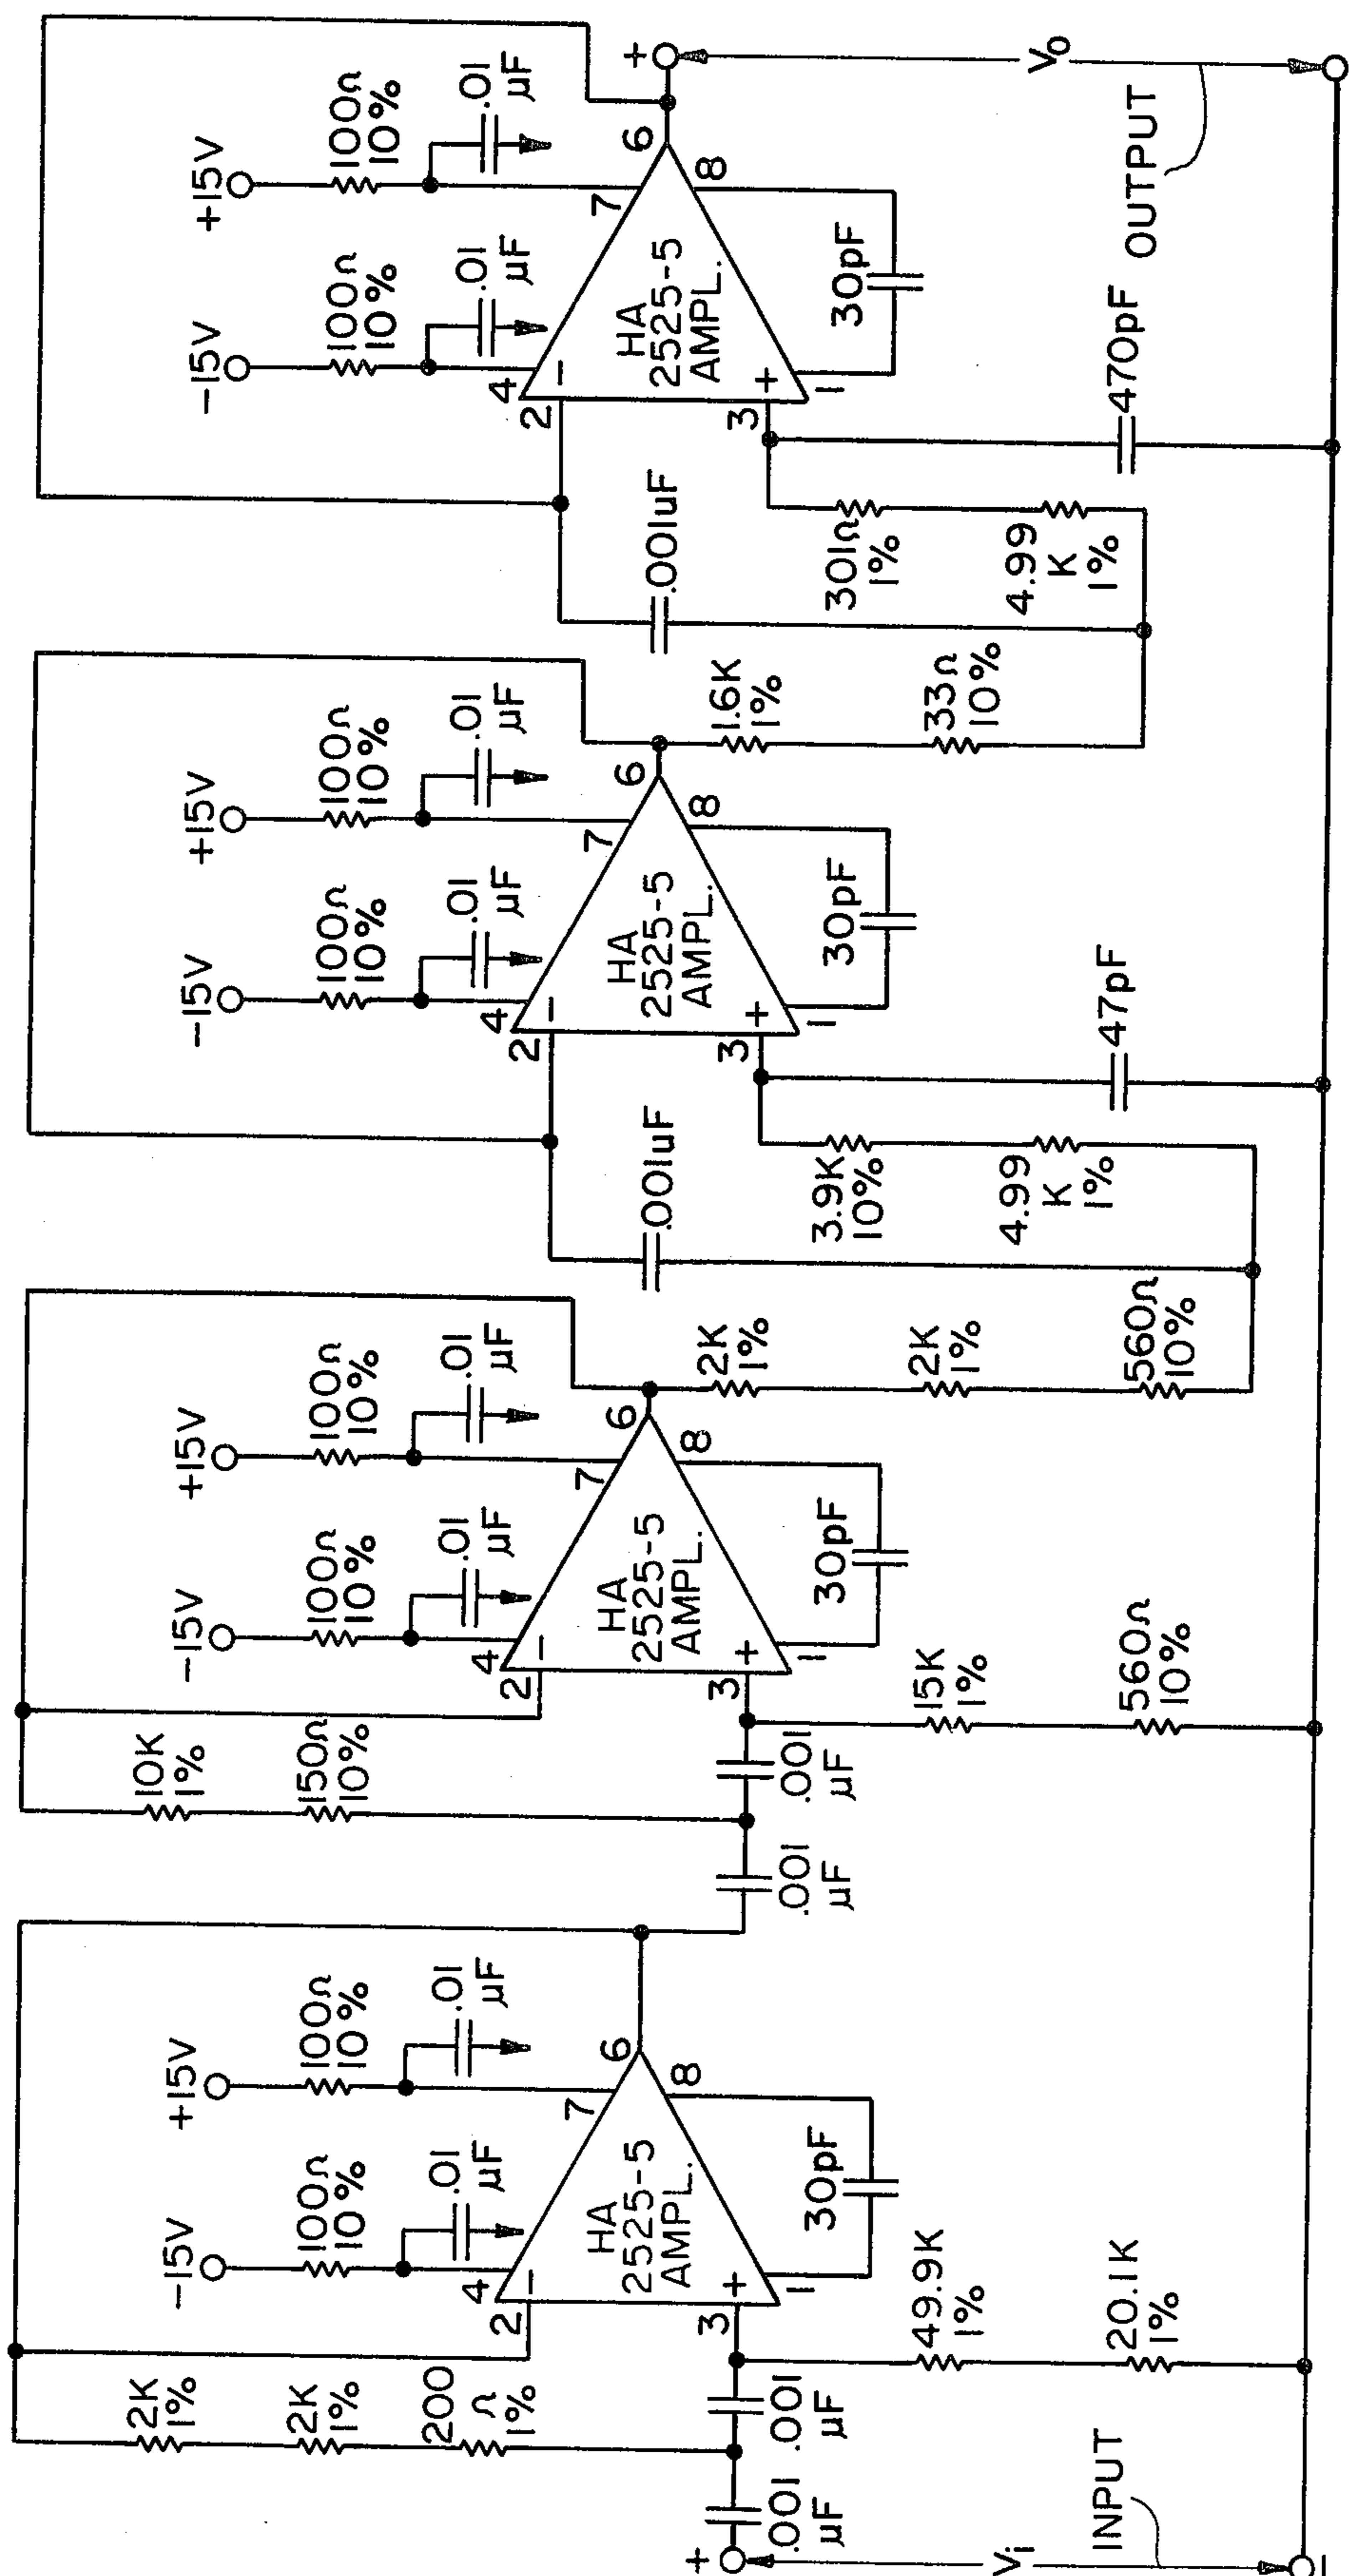 -15V
+15V
100Ω
10%
100Ω
10%
.01
µF
.01
µF
2K
1%
2K
1%
200
Ω
1%
4
7
2
6
3
8
1
-
+
HA
2525-5
AMPL.
30pF
.001
µF
.001
µF
49.9K
1%
20.1K
1%
+
Vi
INPUT
-
-15V
+15V
100Ω
10%
100Ω
10%
.01
µF
.01
µF
10K
1%
150Ω
10%
4
7
2
6
3
8
1
-
+
HA
2525-5
AMPL.
30pF
.001
µF
.001
µF
15K
1%
560Ω
10%
2K
1%
2K
1%
560Ω
10%
-15V
+15V
100Ω
10%
100Ω
10%
.01
µF
.01
µF
4
7
2
6
3
8
1
-
+
HA
2525-5
AMPL.
30pF
.001uF
3.9K
10%
4.99
K
1%
47pF
1.6K
1%
33Ω
10%
-15V
+15V
100Ω
10%
100Ω
10%
.01
µF
.01
µF
4
7
2
6
3
8
1
-
+
HA
2525-5
AMPL.
30pF
.001uF
301Ω
1%
4.99
K
1%
470pF
+
Vo
OUTPUT